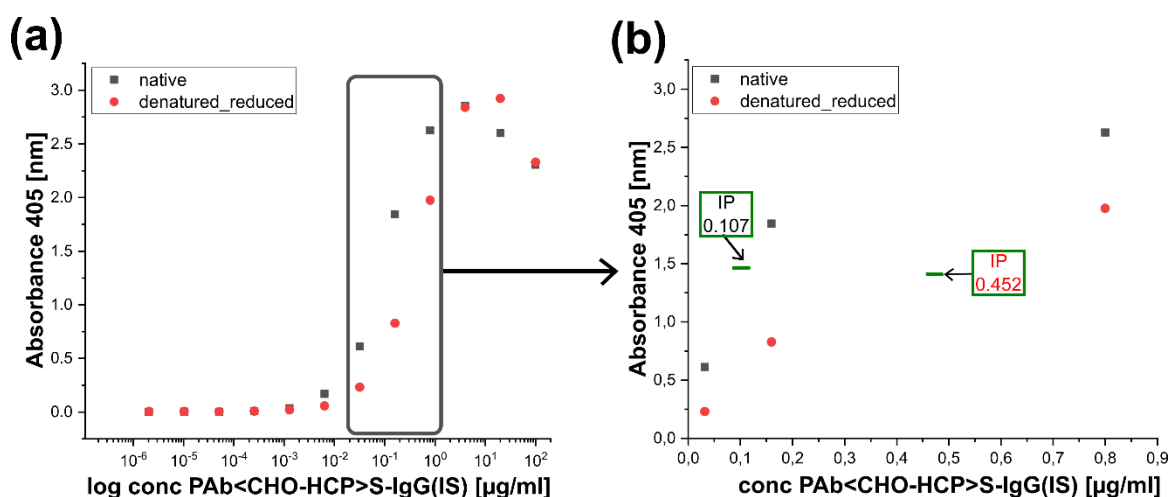 (a)
native
denatured_reduced
3.0
2.5
2.0
1.5
1.0
0.5
0.0
Absorbance 405 [nm]
10-6
10-5
10-4
10-3
10-2
10-1
100
101
102
log conc PAb<CHO-HCP>S-IgG(IS) [µg/ml]
(b)
native
denatured_reduced
3,0
2,5
2,0
1,5
1,0
0,5
0,0
Absorbance 405 [nm]
IP
0.107
IP
0.452
0,0
0,1
0,2
0,3
0,4
0,5
0,6
0,7
0,8
0,9
conc PAb<CHO-HCP>S-IgG(IS) [µg/ml]